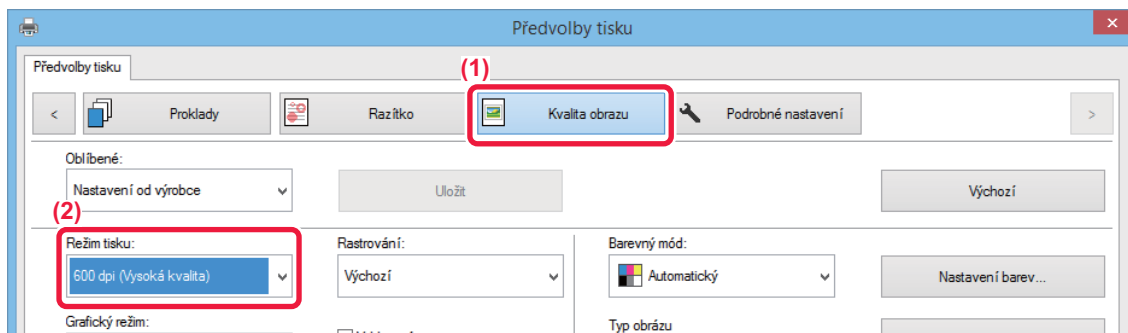 Předvolby tisku
×
Předvolby tisku
(1)
< Proklady Razítko Kvalita obrazu Podrobné nastavení >
Oblíbené:
Nastavení od výrobce Uložit Výchozí
(2)
Režim tisku: Rastrování: Barevný mód:
600 dpi (Vysoká kvalita) Výchozí Automatický Nastavení barev...
Grafický režim: Typ obrázu